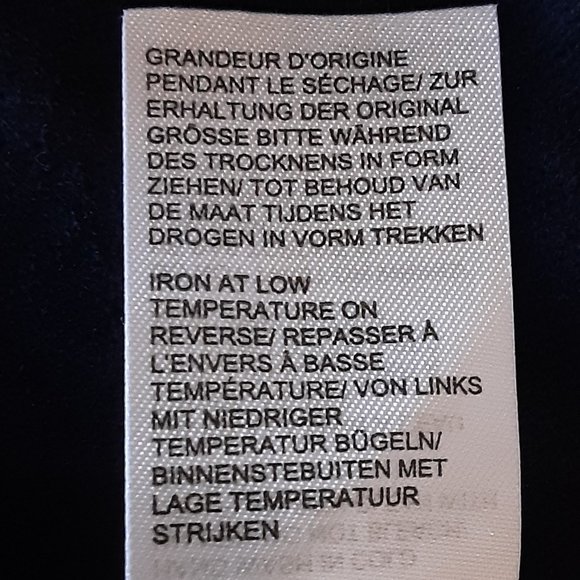 GRANDEUR D'ORIGINE
PENDANT LE SÉCHAGE/ ZUR
ERHALTUNG DER ORIGINAL
GRÖSSE BITTE WÄHREND
DES TROCKNENS IN FORM
ZIEHEN/ TOT BEHOUD VAN
DE MAAT TIJDENS HET
DROGEN IN VORM TREKKEN
IRON AT LOW
TEMPERATURE ON
REVERSE/ REPASSER À
L'ENVERS À BASSE
TEMPÉRATURE/ VON LINKS
MIT NIEDRIGER
TEMPERATUR BÜGELN/
BINNENSTEBUITEN MET
LAGE TEMPERATUUR
STRIJKEN